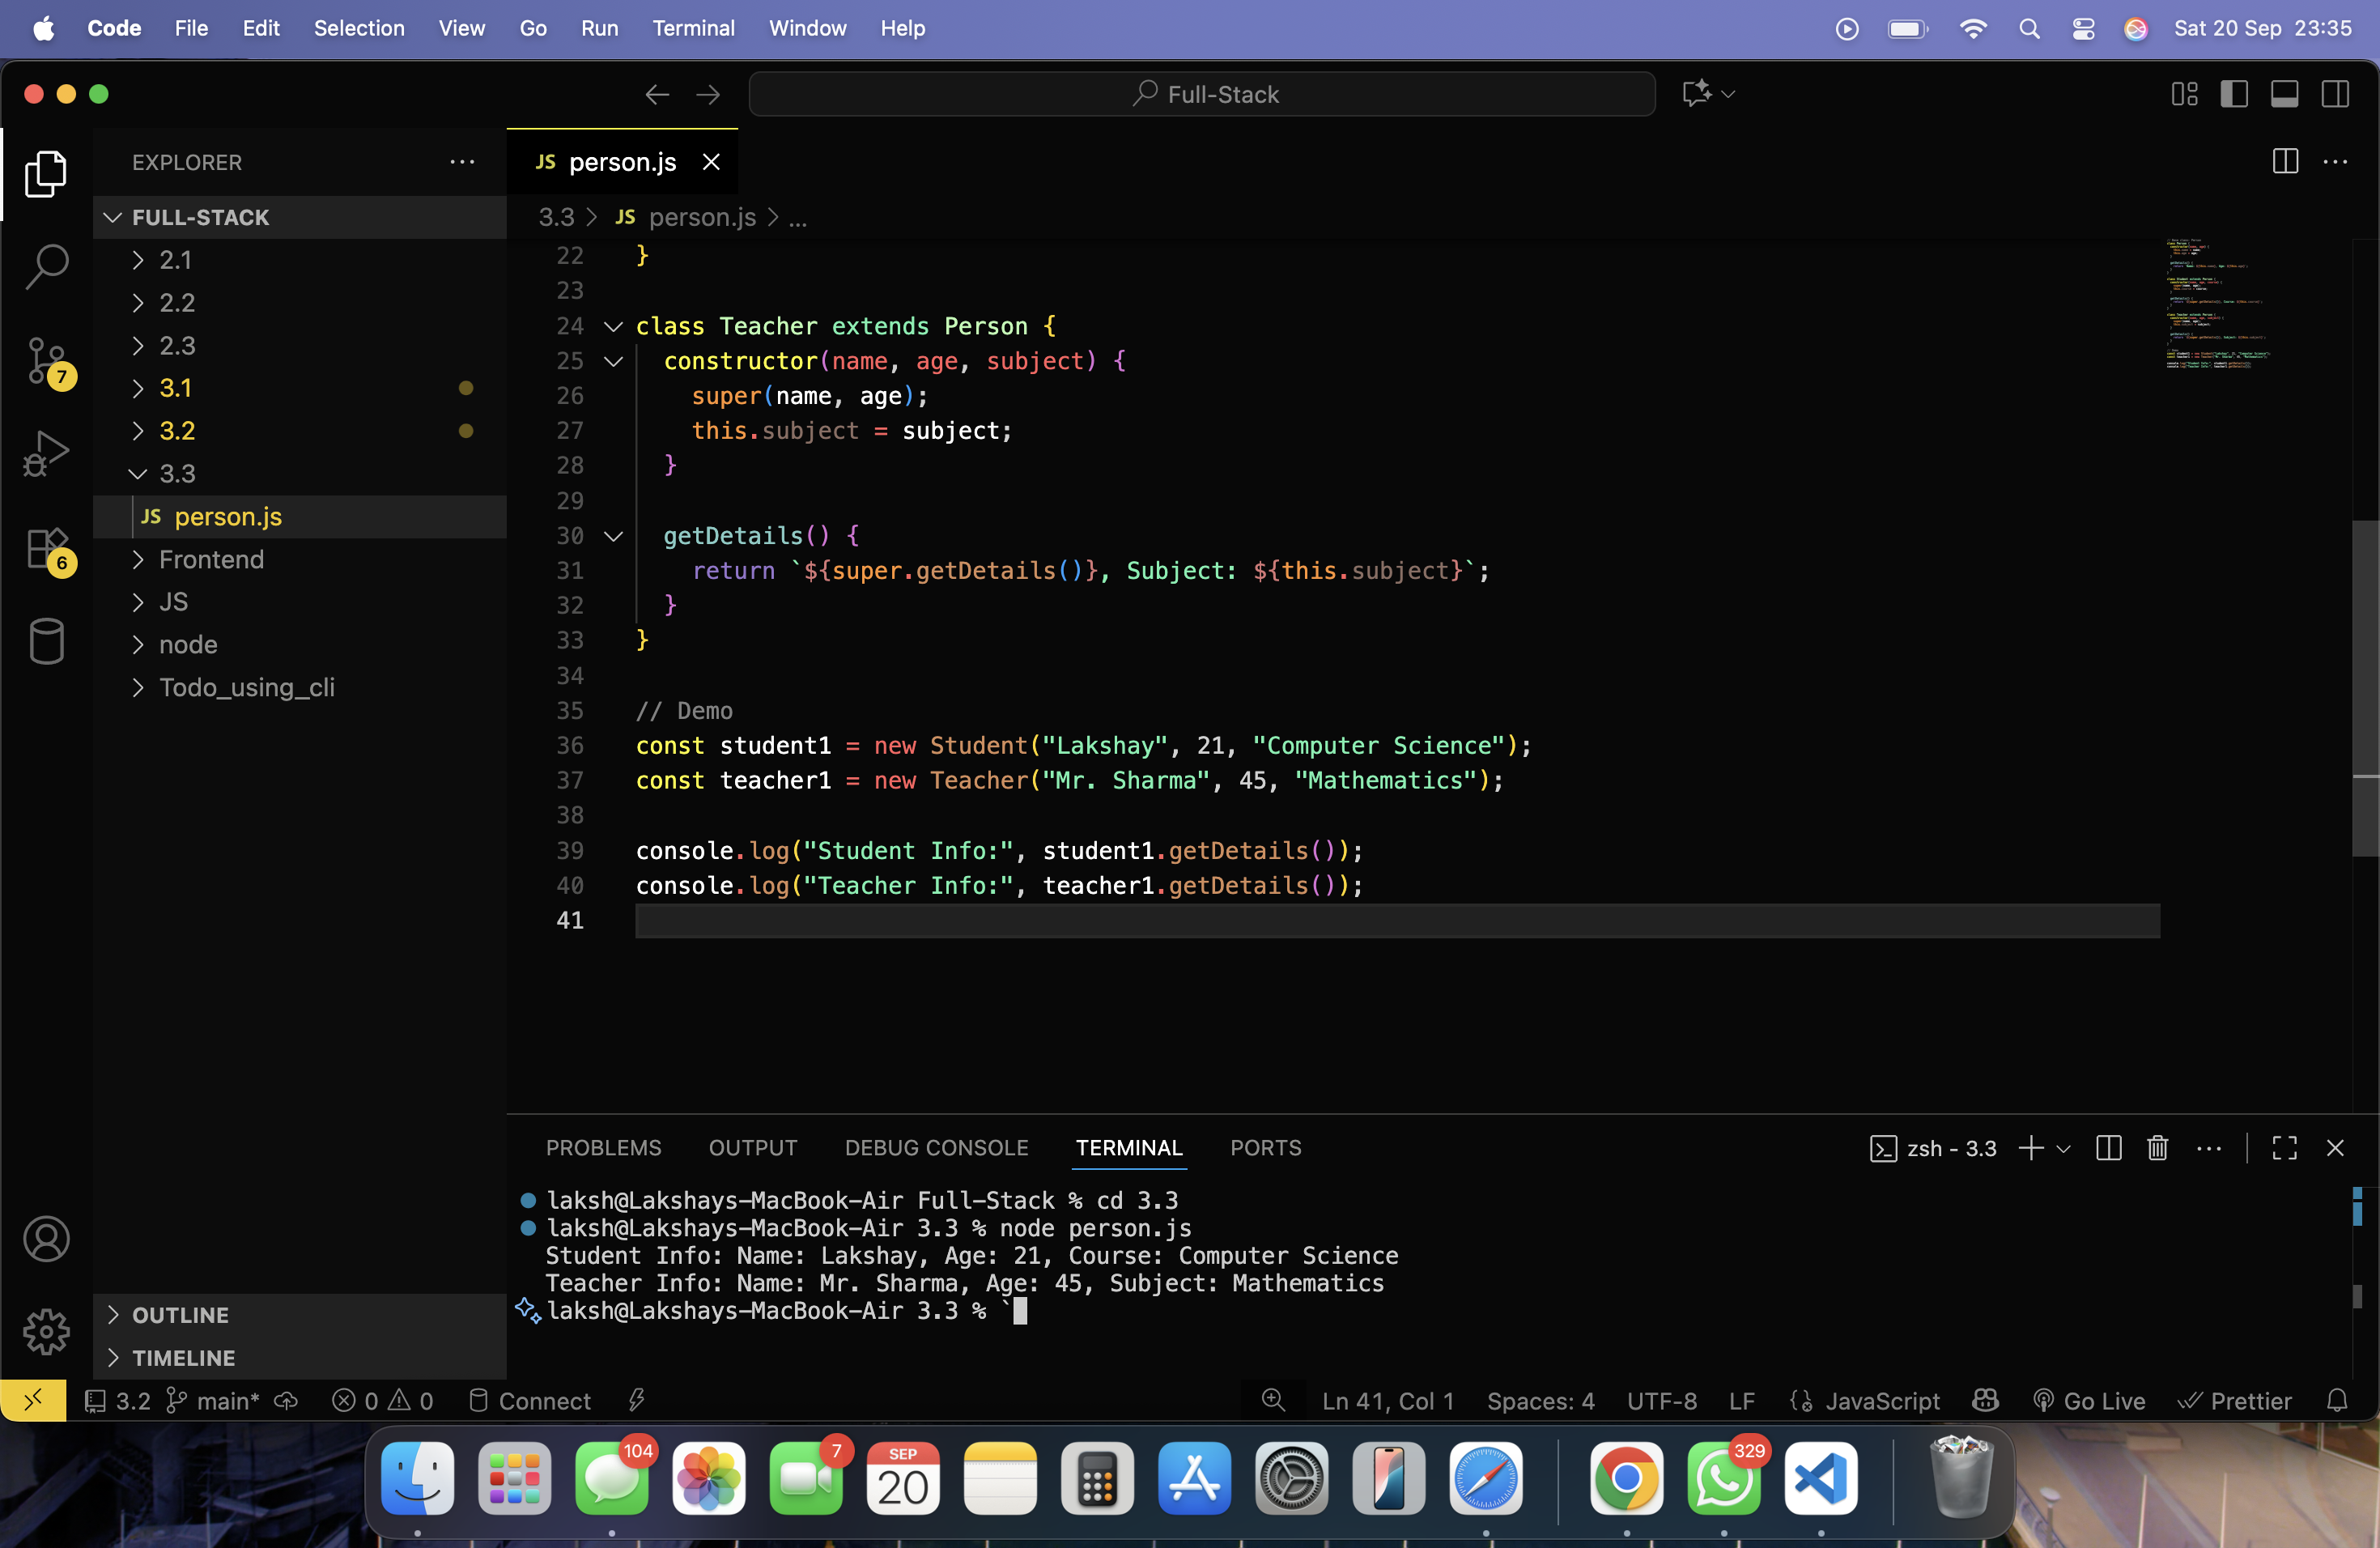 Code File Edit Selection View Go Run Terminal Window Help Sat 20 Sep 23:35
Full-Stack
EXPLORER
JS person.js
FULL-STACK
3.3 > JS person.js > ...
2.1
2.2
2.3
3.1
3.2
3.3
JS person.js
Frontend
JS
node
Todo_using_cli
7
6
22 }
23
24 class Teacher extends Person {
25 constructor(name, age, subject) {
26 super(name, age);
27 this.subject = subject;
28 }
29
30 getDetails() {
31 return `${super.getDetails()}, Subject: ${this.subject}`;
32 }
33 }
34
35 // Demo
36 const student1 = new Student("Lakshay", 21, "Computer Science");
37 const teacher1 = new Teacher("Mr. Sharma", 45, "Mathematics");
38
39 console.log("Student Info:", student1.getDetails());
40 console.log("Teacher Info:", teacher1.getDetails());
41
PROBLEMS OUTPUT DEBUG CONSOLE TERMINAL PORTS zsh - 3.3
laksh@Lakshays-MacBook-Air Full-Stack % cd 3.3
laksh@Lakshays-MacBook-Air 3.3 % node person.js
Student Info: Name: Lakshay, Age: 21, Course: Computer Science
Teacher Info: Name: Mr. Sharma, Age: 45, Subject: Mathematics
laksh@Lakshays-MacBook-Air 3.3 % `
OUTLINE
TIMELINE
3.2 main* 0 0 Connect Ln 41, Col 1 Spaces: 4 UTF-8 LF JavaScript Go Live Prettier
104 7 SEP 329
20